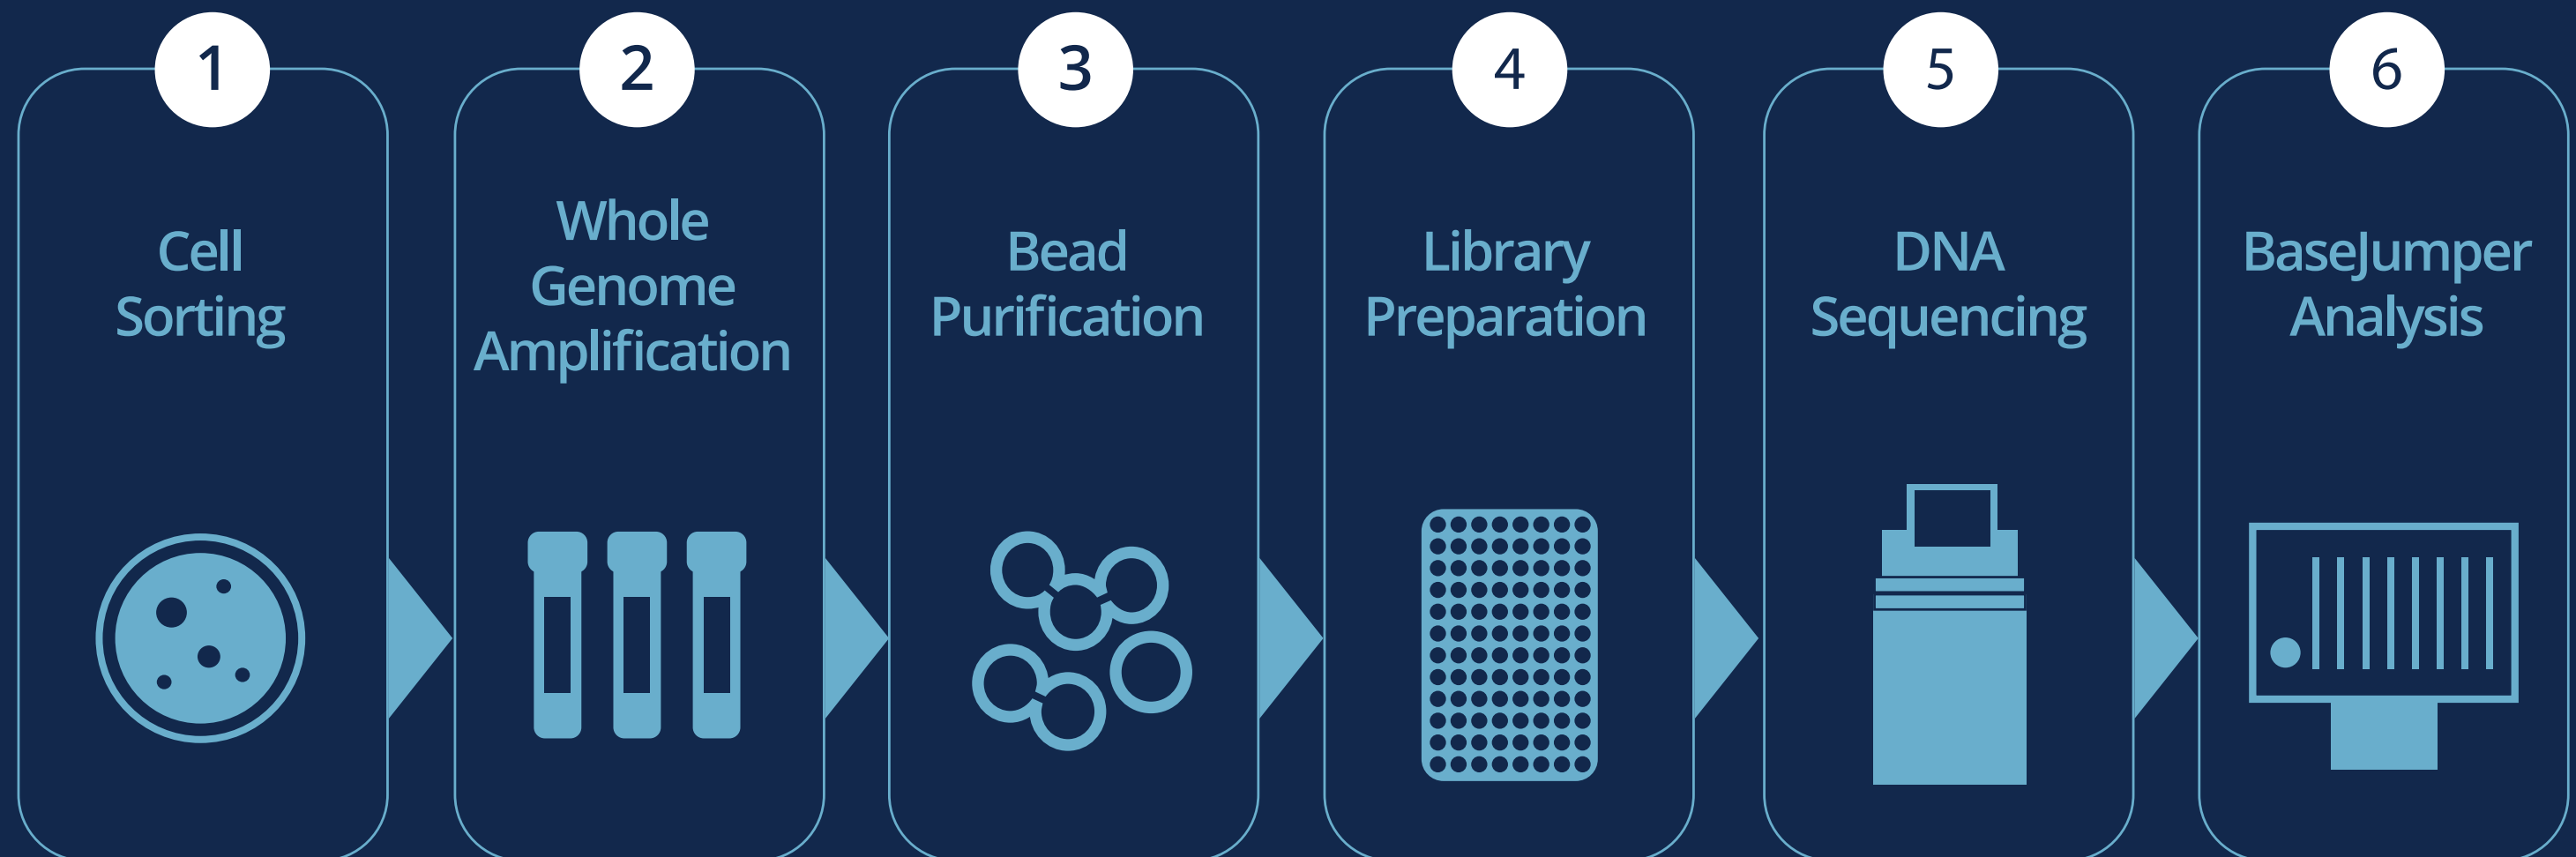 1
Cell
Sorting
2
Whole
Genome
Amplification
3
Bead
Purification
4
Library
Preparation
5
DNA
Sequencing
6
BaseJumper
Analysis